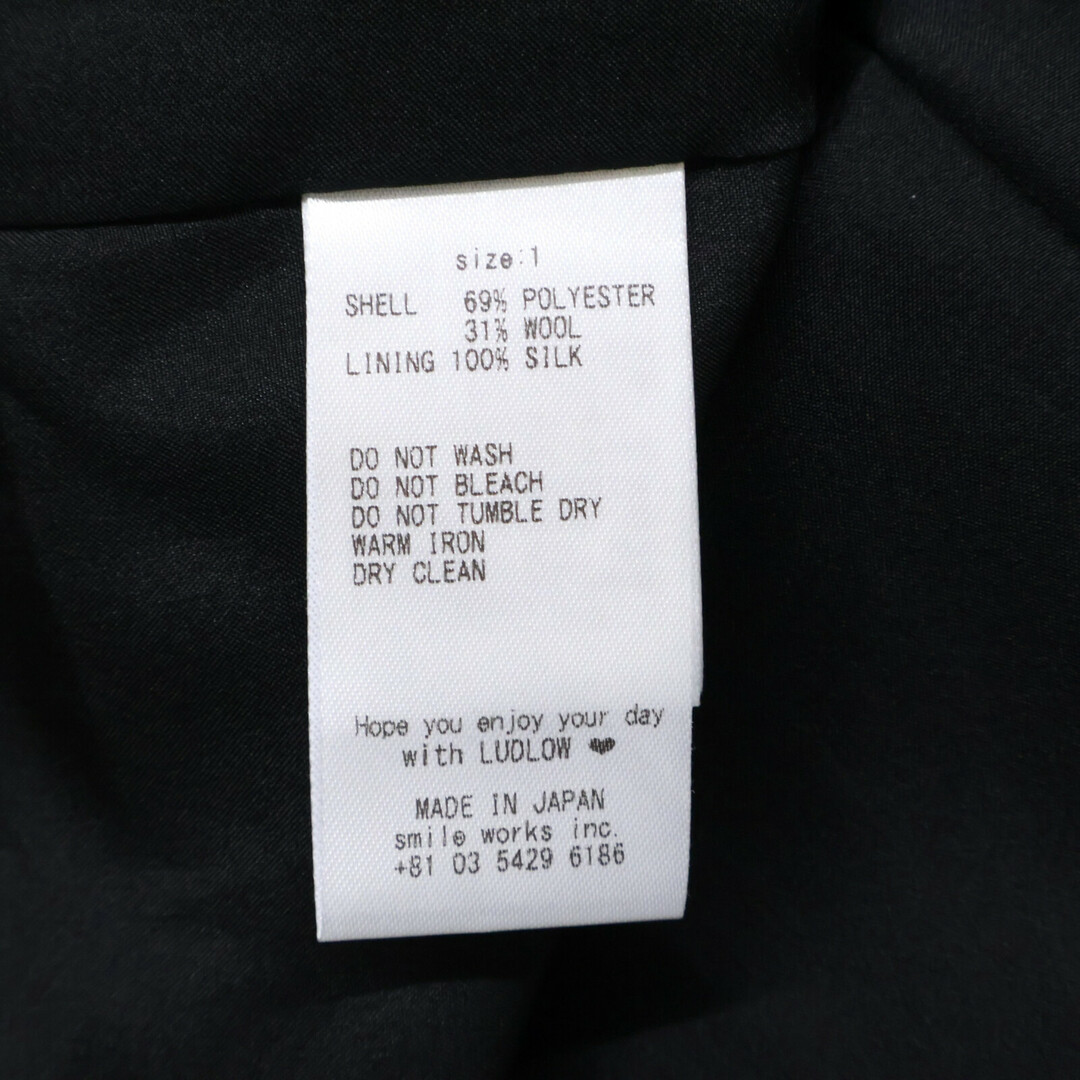 size:1
SHELL 69% POLYESTER
31% WOOL
LINING 100% SILK
DO NOT WASH
DO NOT BLEACH
DO NOT TUMBLE DRY
WARM IRON
DRY CLEAN
Hope you enjoy your day
with LUDLOW ♥
MADE IN JAPAN
smile works inc.
+81 03 5429 6186